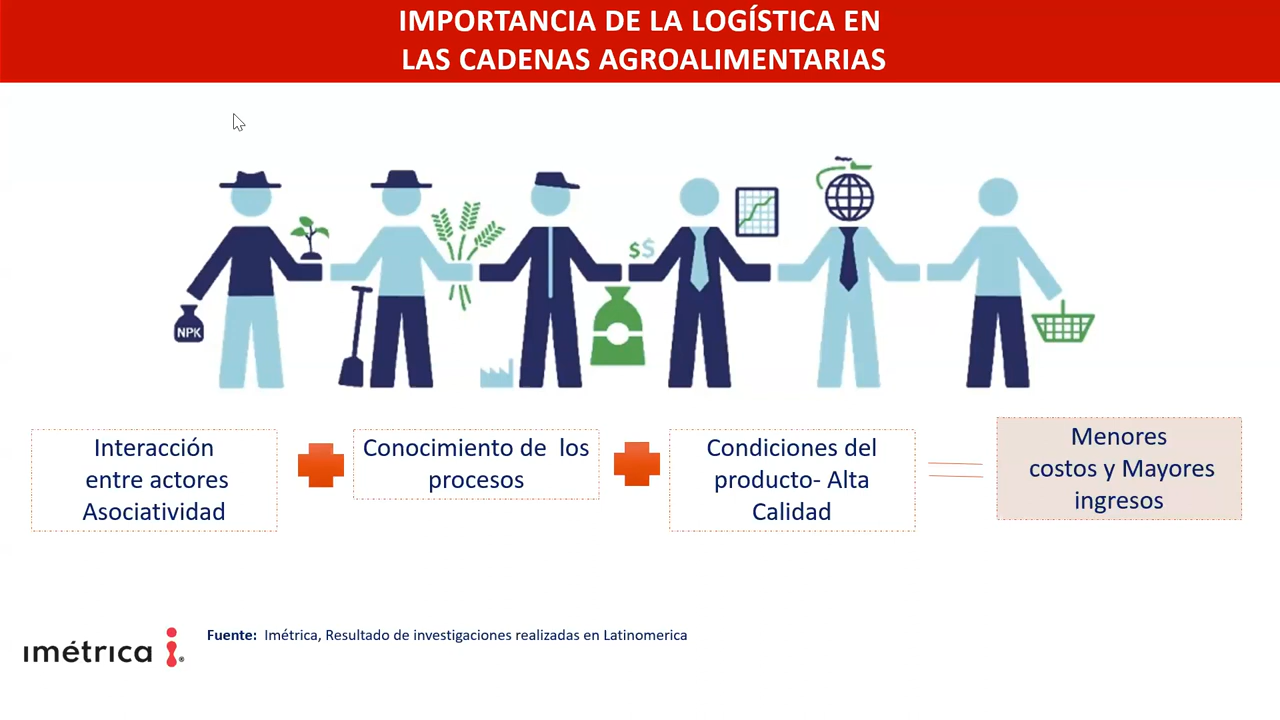 IMPORTANCIA DE LA LOGÍSTICA EN
LAS CADENAS AGROALIMENTARIAS
$$
NPK
Interacción
entre actores
Asociatividad
Conocimiento de los
procesos
Condiciones del
producto- Alta
Calidad
Menores
costos y Mayores
ingresos
Fuente: Imétrica, Resultado de investigaciones realizadas en Latinomerica
ımétrıca